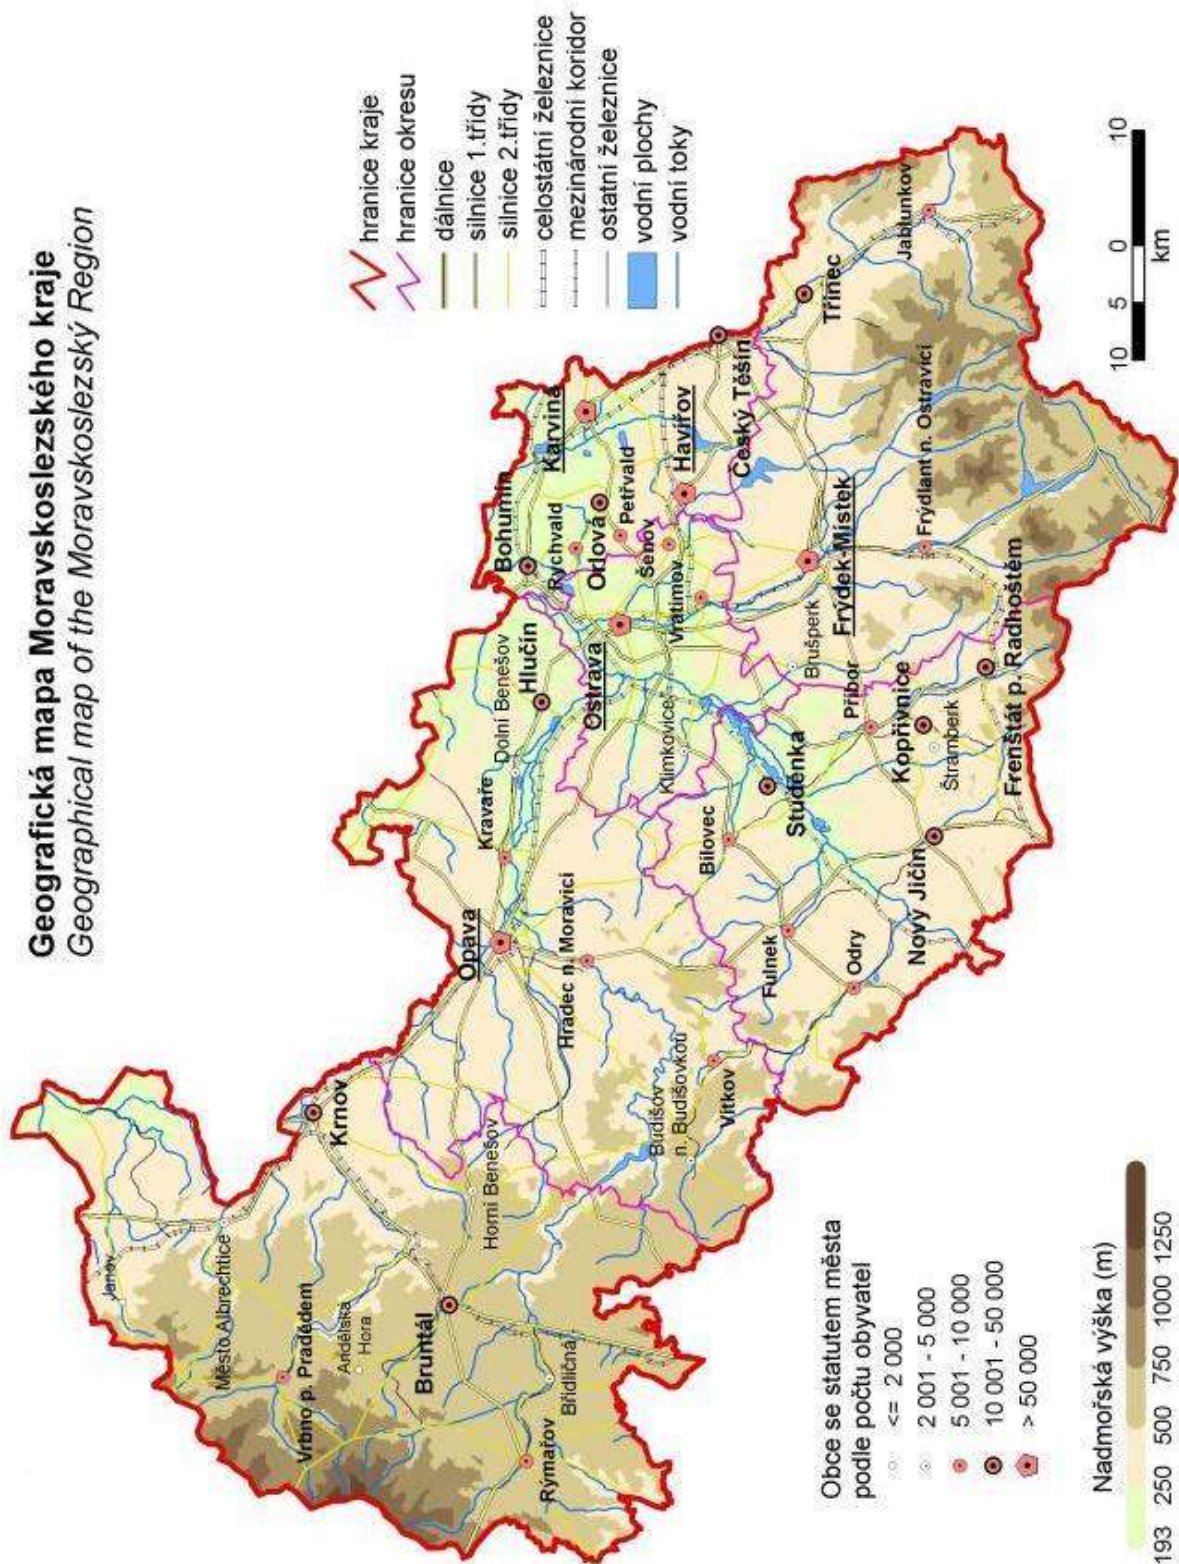 Geografická mapa Moravskoslezského kraje
Geographical map of the Moravskoslezský Region
hranice kraje
hranice okresu
dálnice
silnice 1.třídy
silnice 2.třídy
celostátní železnice
mezinárodní koridor
ostatní železnice
vodní plochy
vodní toky
Janov
Město Albrechtice
Krnov
Vrbno p. Pradědem
Andělská
Hora
Bruntál
Rýmařov
Břidličná
Horní Benešov
Opava
Hradec n. Moravicí
Budišov
n. Budišovkou
Vítkov
Kravaře
Dolní Benešov
Hlučín
Ostrava
Klimkovice
Bílovec
Studénka
Fulnek
Odry
Nový Jičín
Kopřivnice
Štramberk
Příbor
Frenštát p. Radhoštěm
Brušperk
Frýdek-Místek
Frýdlant n. Ostravicí
Bohumín
Rychvald
Orlová
Petřvald
Šenov
Vratimov
Karviná
Havířov
Český Těšín
Třinec
Jablunkov
10 5 0 10
km
Obce se statutem města
podle počtu obyvatel
<= 2 000
2 001 - 5 000
5 001 - 10 000
10 001 - 50 000
> 50 000
Nadmořská výška (m)
193 250 500 750 1000 1250